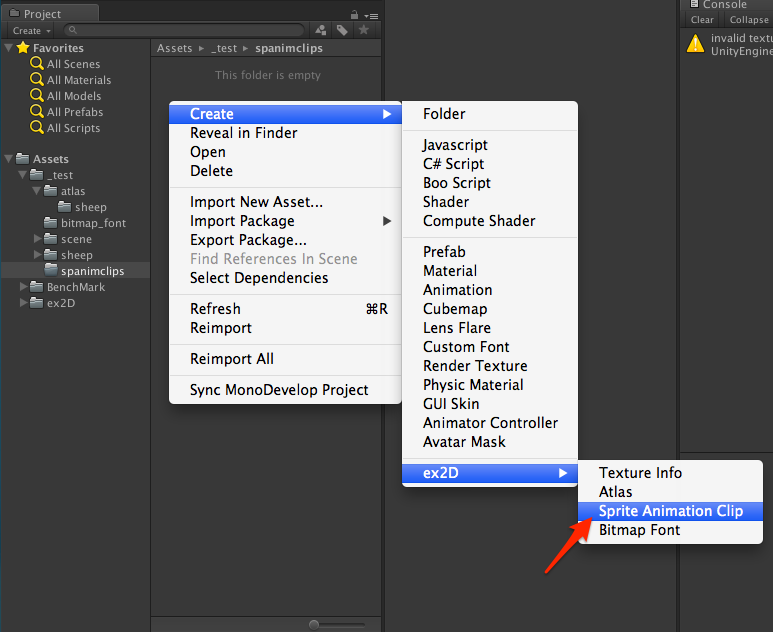 Project
Create
Favorites
All Scenes
All Materials
All Models
All Prefabs
All Scripts
Assets
_test
atlas
sheep
bitmap_font
scene
sheep
spanimclips
BenchMark
ex2D
Assets ▸ _test ▸ spanimclips
This folder is empty
Create
Reveal in Finder
Open
Delete
Import New Asset...
Import Package
Export Package...
Find References In Scene
Select Dependencies
Refresh ⌘R
Reimport
Reimport All
Sync MonoDevelop Project
Folder
Javascript
C# Script
Boo Script
Shader
Compute Shader
Prefab
Material
Animation
Cubemap
Lens Flare
Custom Font
Render Texture
Physic Material
GUI Skin
Animator Controller
Avatar Mask
ex2D
Texture Info
Atlas
Sprite Animation Clip
Bitmap Font
Console
Clear Collapse
invalid textu
UnityEngine